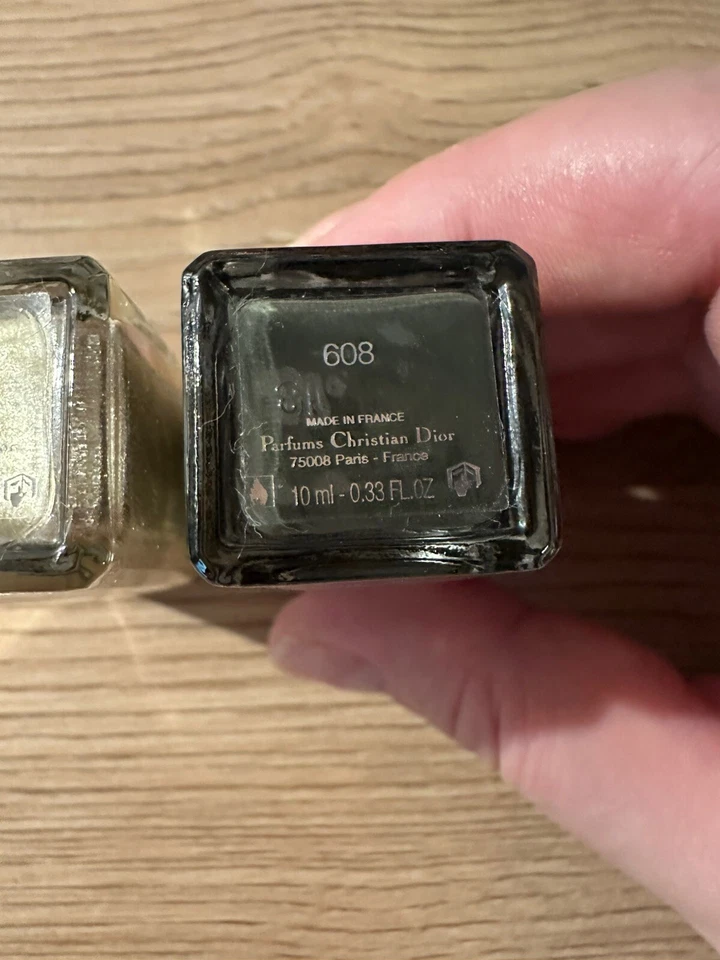 608
MADE IN FRANCE
Parfums Christian Dior
75008 Paris - France
10 ml - 0.33 FL.OZ